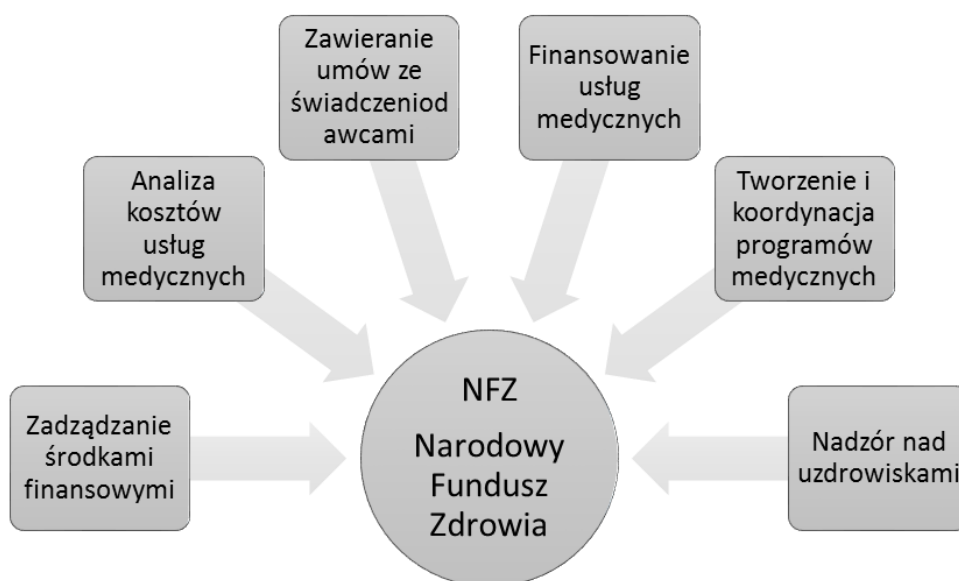 Zawieranie
umów ze
świadczeniod
awcami
Finansowanie
usług
medycznych
Analiza
kosztów
usług
medycznych
Tworzenie i
koordynacja
programów
medycznych
Zadządzanie
środkami
finansowymi
NFZ
Narodowy
Fundusz
Zdrowia
Nadzór nad
uzdrowiskami